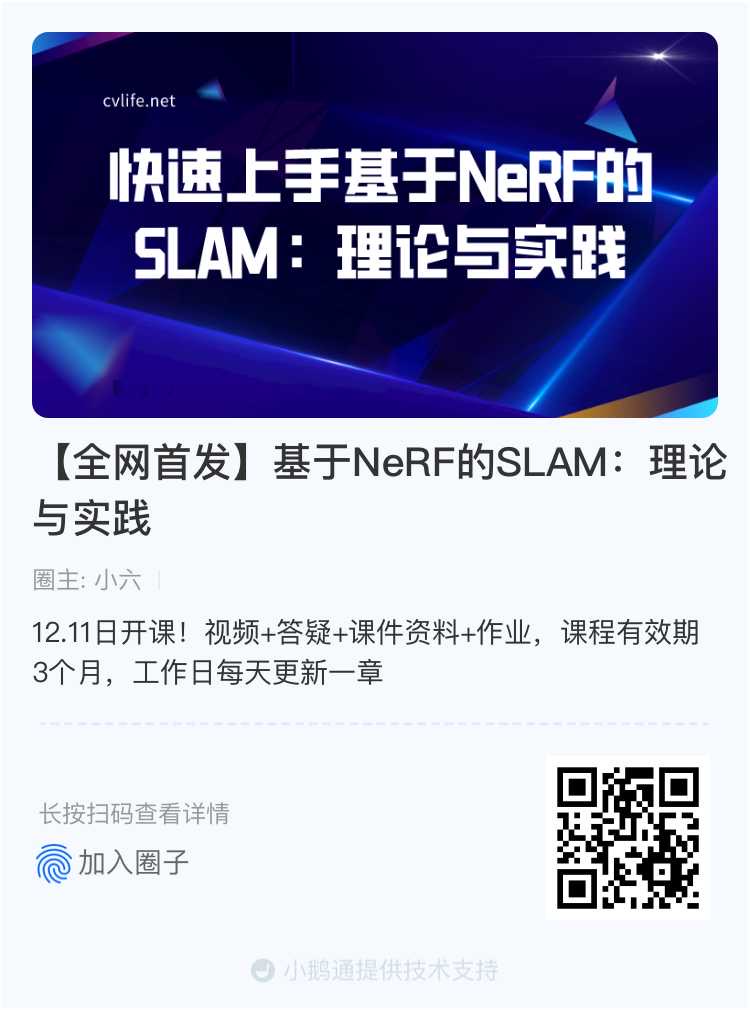 cvlife.net
快速上手基于NeRF的
SLAM：理论与实践
【全网首发】基于NeRF的SLAM：理论
与实践
圈主: 小六
12.11日开课！视频+答疑+课件资料+作业，课程有效期
3个月，工作日每天更新一章
长按扫码查看详情
加入圈子
小鹅通提供技术支持